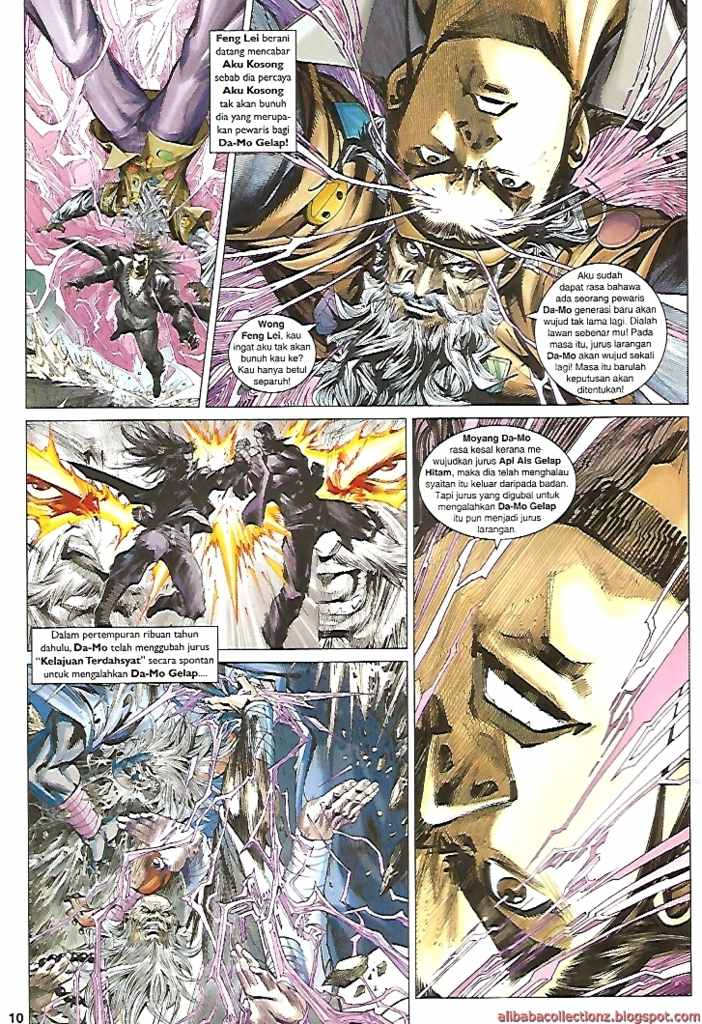 Feng Lei berani
datang mencabar
Aku Kosong
sebab dia percaya
Aku Kosong
tak akan bunuh
dia yang merupa-
kan pewaris bagi
Da-Mo Gelap!
Wong
Feng Lei, kau
ingat aku tak akan
bunuh kau ke?
Kau hanya betul
separuh!
Aku sudah
dapat rasa bahawa
ada seorang pewaris
Da-Mo generasi baru akan
wujud tak lama lagi. Dialah
lawan sebenar mu! Pada
masa itu, jurus larangan
Da-Mo akan wujud sekali
lagi! Masa itu barulah
keputusan akan
ditentukan!
Moyang Da-Mo
rasa kesal kerana me-
wujudkan jurus Api Ais Gelap
Hitam, maka dia telah menghalau
syaitan itu keluar daripada badan.
Tapi jurus yang digubal untuk
mengalahkan Da-Mo Gelap
itu pun menjadi jurus
larangan.
Dalam pertempuran ribuan tahun
dahulu, Da-Mo telah menggubah jurus
"Kelajuan Terdahsyat" secara spontan
untuk mengalahkan Da-Mo Gelap....
10
alibabacollectionz.blogspot.com